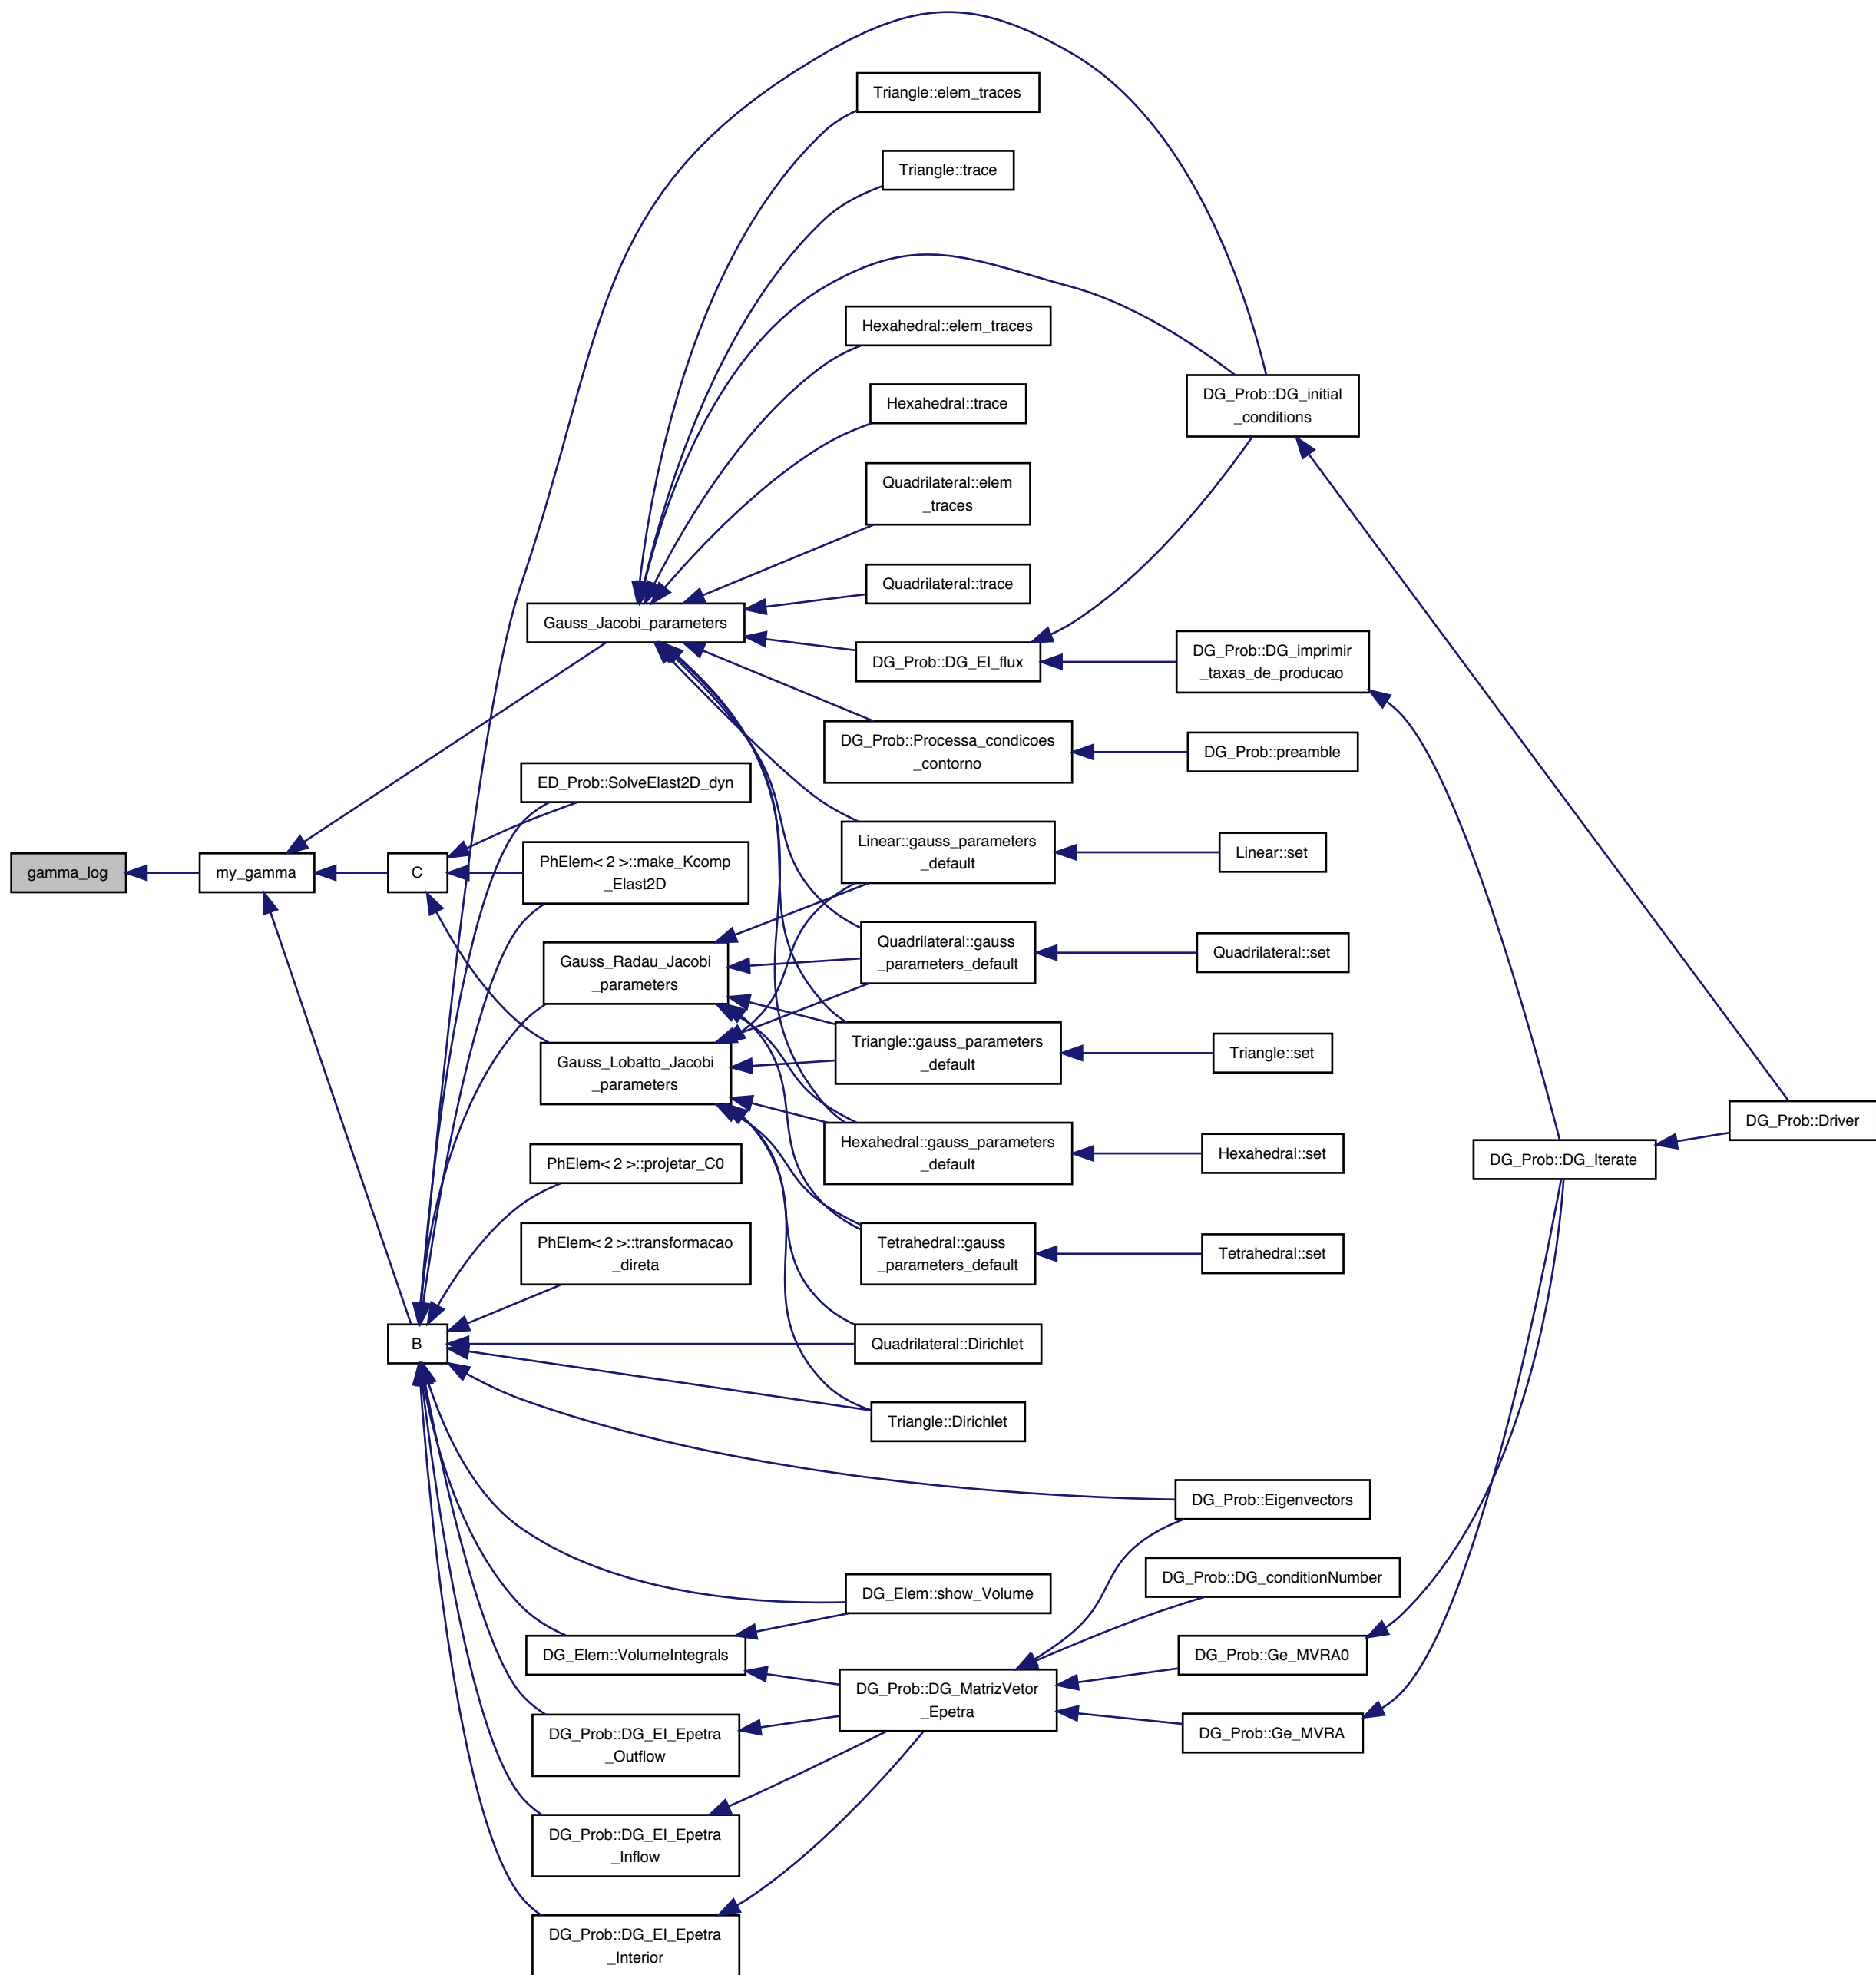 Triangle::elem_traces
Triangle::trace
Hexahedral::elem_traces
Hexahedral::trace
DG_Prob::DG_initial
_conditions
Quadrilateral::elem
_traces
Quadrilateral::trace
Gauss_Jacobi_parameters
DG_Prob::DG_EI_flux
DG_Prob::DG_imprimir
_taxas_de_producao
DG_Prob::Processa_condicoes
_contorno
DG_Prob::preamble
ED_Prob::SolveElast2D_dyn
gamma_log
my_gamma
C
PhElem< 2 >::make_Kcomp
_Elast2D
Linear::gauss_parameters
_default
Linear::set
Gauss_Radau_Jacobi
_parameters
Quadrilateral::gauss
_parameters_default
Quadrilateral::set
Gauss_Lobatto_Jacobi
_parameters
Triangle::gauss_parameters
_default
Triangle::set
DG_Prob::Driver
PhElem< 2 >::projetar_C0
Hexahedral::gauss_parameters
_default
Hexahedral::set
DG_Prob::DG_Iterate
PhElem< 2 >::transformacao
_direta
Tetrahedral::gauss
_parameters_default
Tetrahedral::set
B
Quadrilateral::Dirichlet
Triangle::Dirichlet
DG_Prob::Eigenvectors
DG_Elem::show_Volume
DG_Prob::DG_conditionNumber
DG_Elem::VolumeIntegrals
DG_Prob::Ge_MVRA0
DG_Prob::DG_MatrizVetor
_Epetra
DG_Prob::DG_EI_Epetra
_Outflow
DG_Prob::Ge_MVRA
DG_Prob::DG_EI_Epetra
_Inflow
DG_Prob::DG_EI_Epetra
_Interior